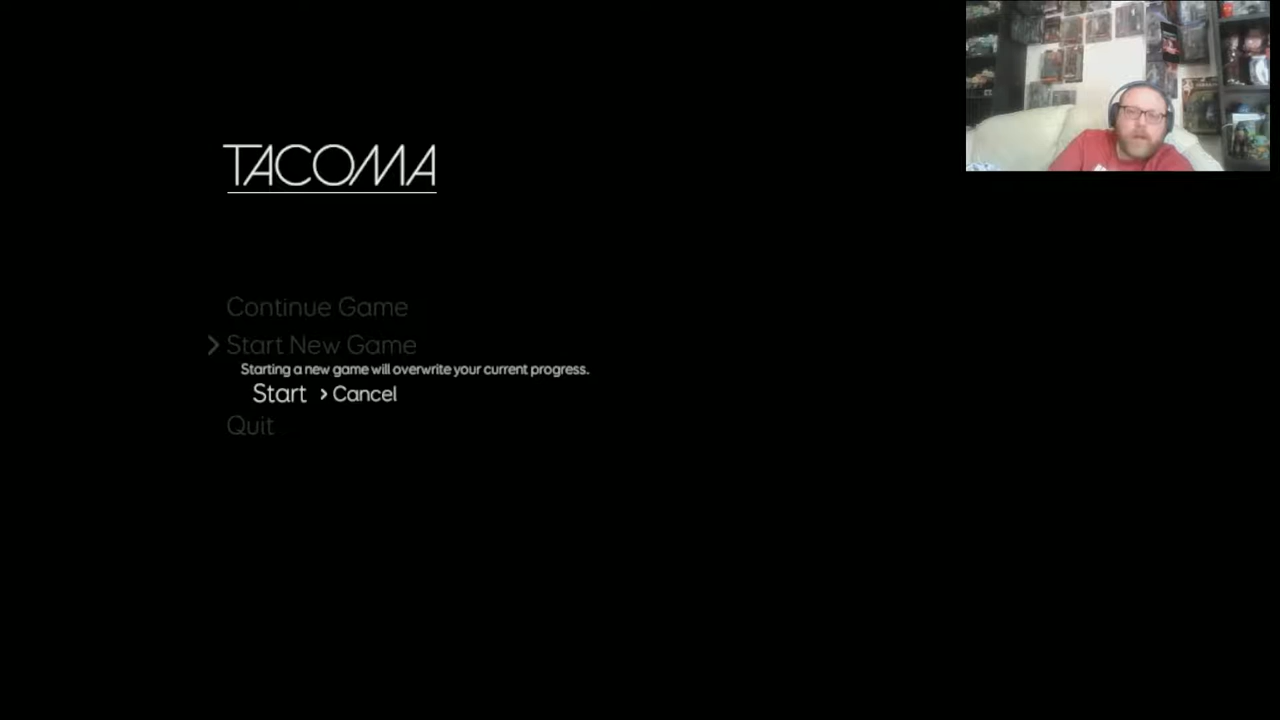 TACOMA
Continue Game
> Start New Game
Starting a new game will overwrite your current progress.
Start > Cancel
Quit